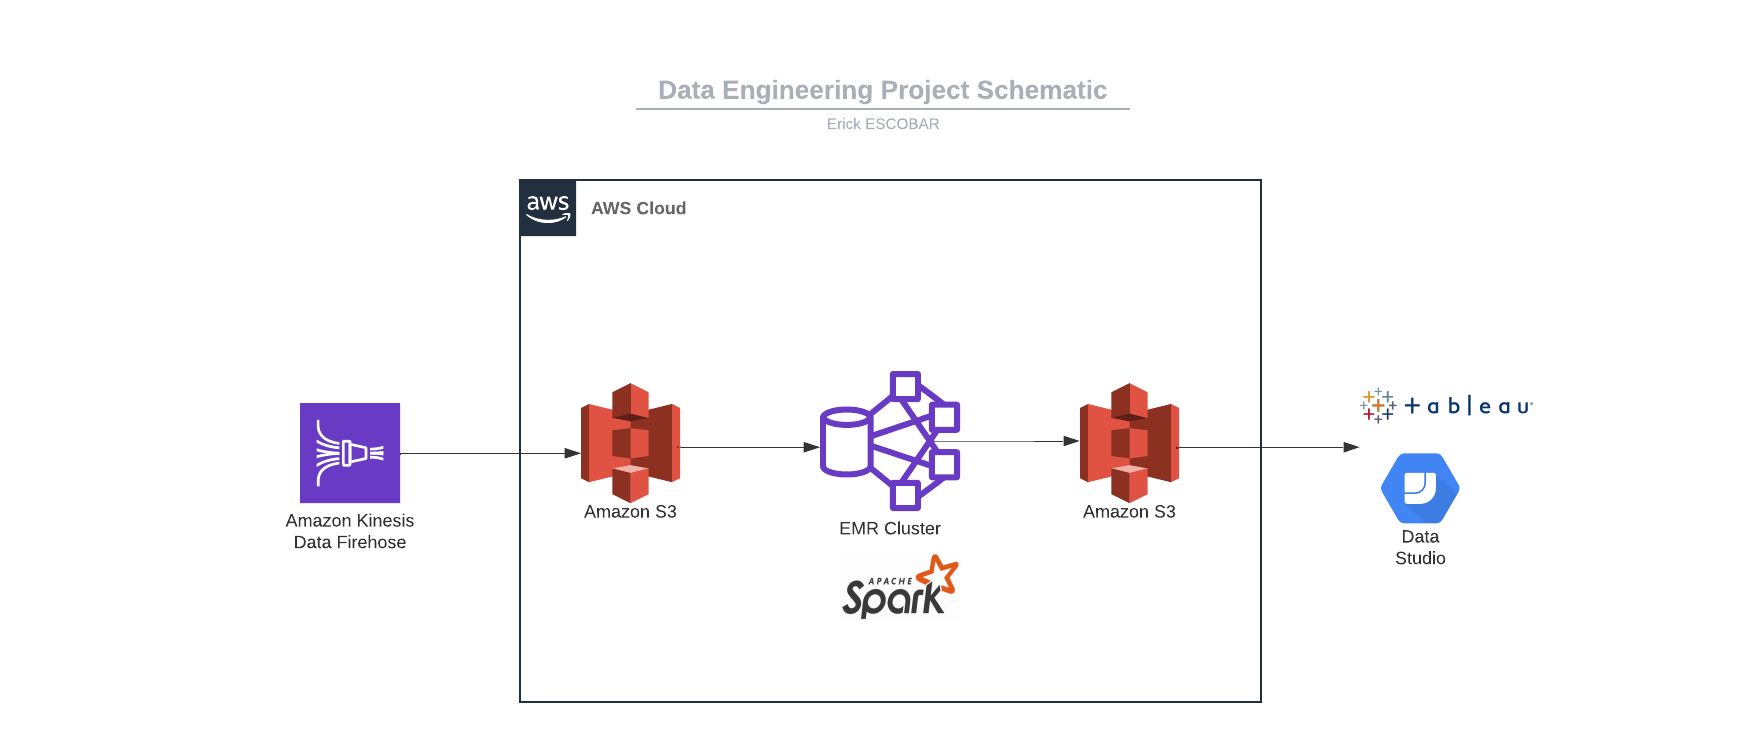 Data Engineering Project Schematic
Erick ESCOBAR
aws
AWS Cloud
Amazon Kinesis
Data Firehose
Amazon S3
EMR Cluster
APACHE
Spark
Amazon S3
+ableau
Data
Studio